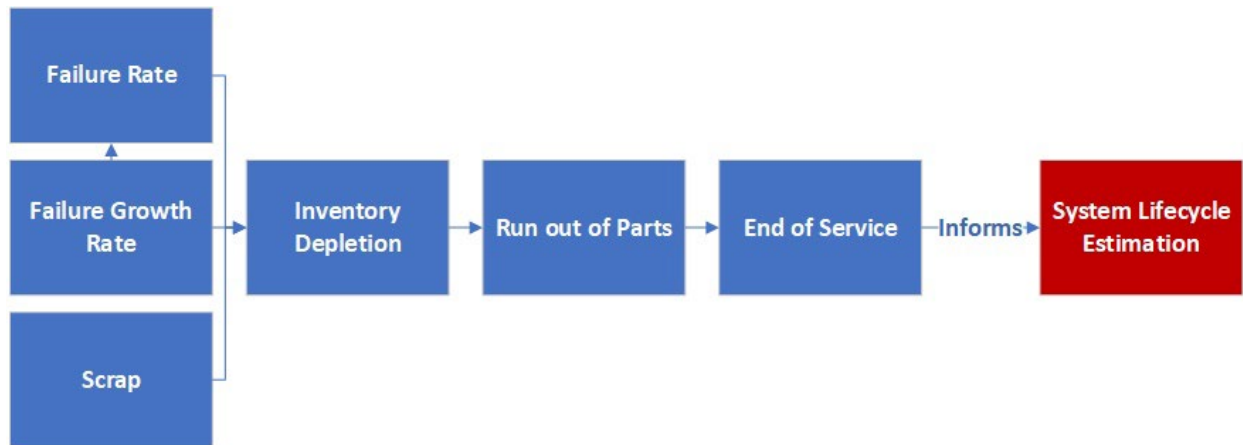 Failure Rate
Failure Growth
Rate
Scrap
Inventory
Depletion
Run out of Parts
End of Service
Informs
System Lifecycle
Estimation